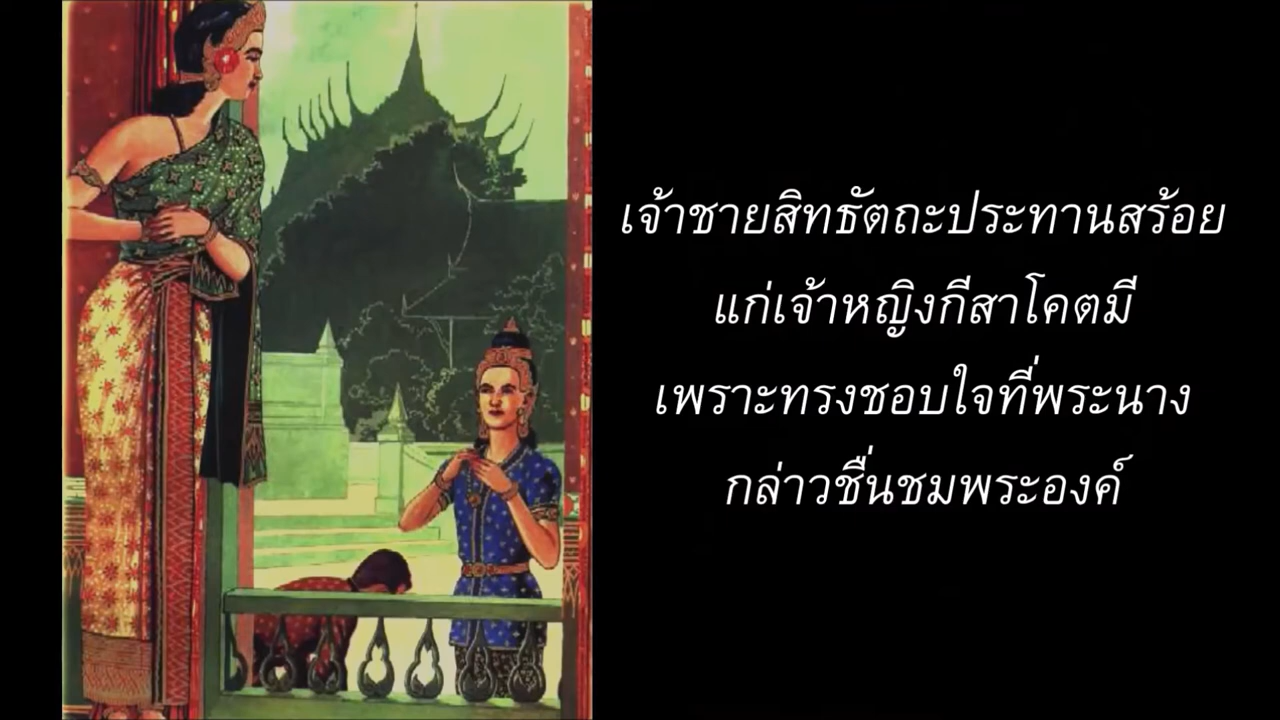 เจ้าชายสิทธัตถะประทานสร้อย
แก่เจ้าหญิงกีสาโคตมี
เพราะทรงชอบใจที่พระนาง
กล่าวชื่นชมพระองค์